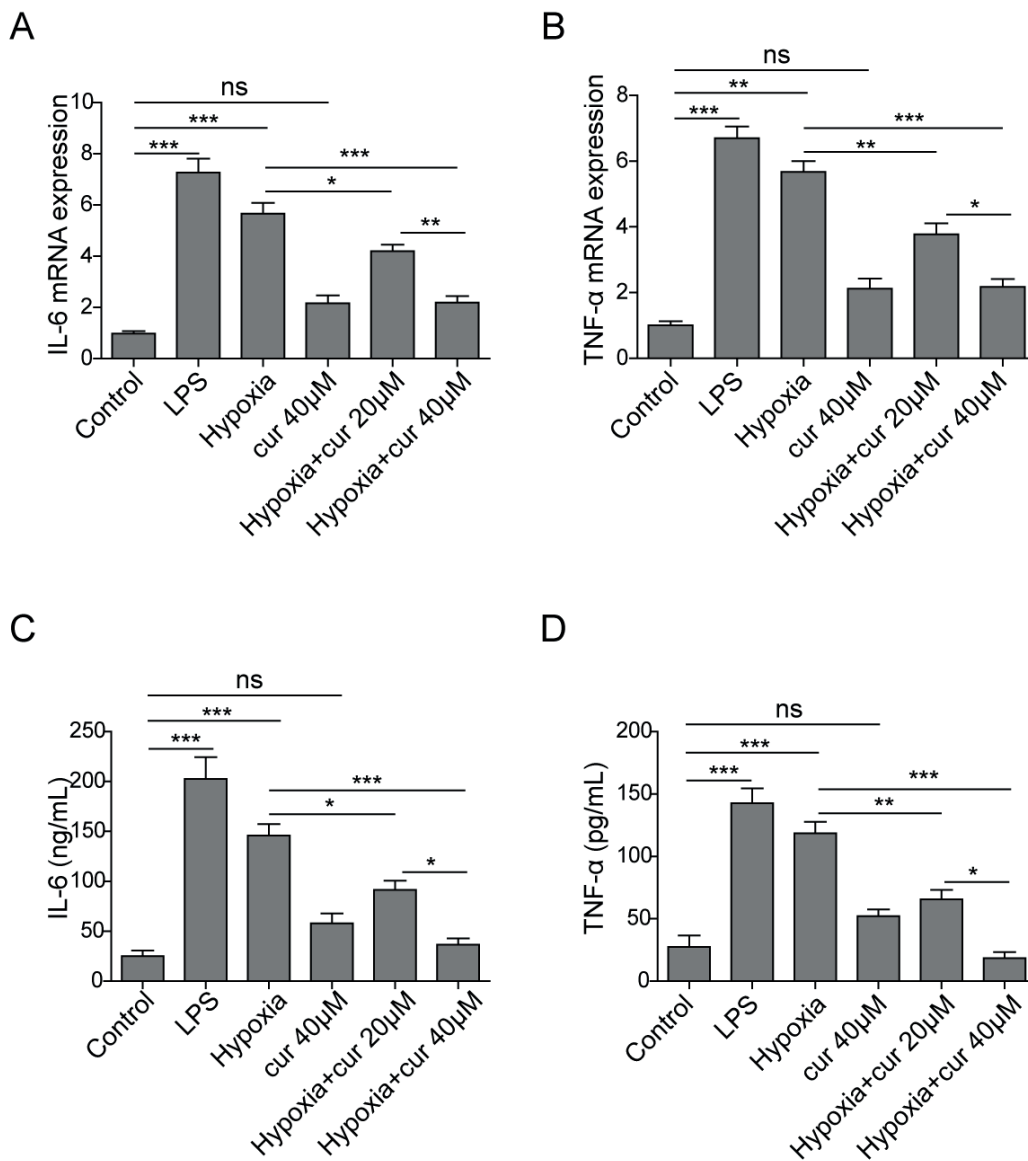 A
ns
***
***
***
*
**
IL-6 mRNA expression
10
8
6
4
2
0
Control
LPS
Hypoxia
cur 40μM
Hypoxia+cur 20μM
Hypoxia+cur 40μM
B
ns
**
***
***
**
*
TNF-α mRNA expression
8
6
4
2
0
Control
LPS
Hypoxia
cur 40μM
Hypoxia+cur 20μM
Hypoxia+cur 40μM
C
ns
***
***
***
*
*
IL-6 (ng/mL)
250
200
150
100
50
0
Control
LPS
Hypoxia
cur 40μM
Hypoxia+cur 20μM
Hypoxia+cur 40μM
D
ns
***
***
***
**
*
TNF-α (pg/mL)
200
150
100
50
0
Control
LPS
Hypoxia
cur 40μM
Hypoxia+cur 20μM
Hypoxia+cur 40μM